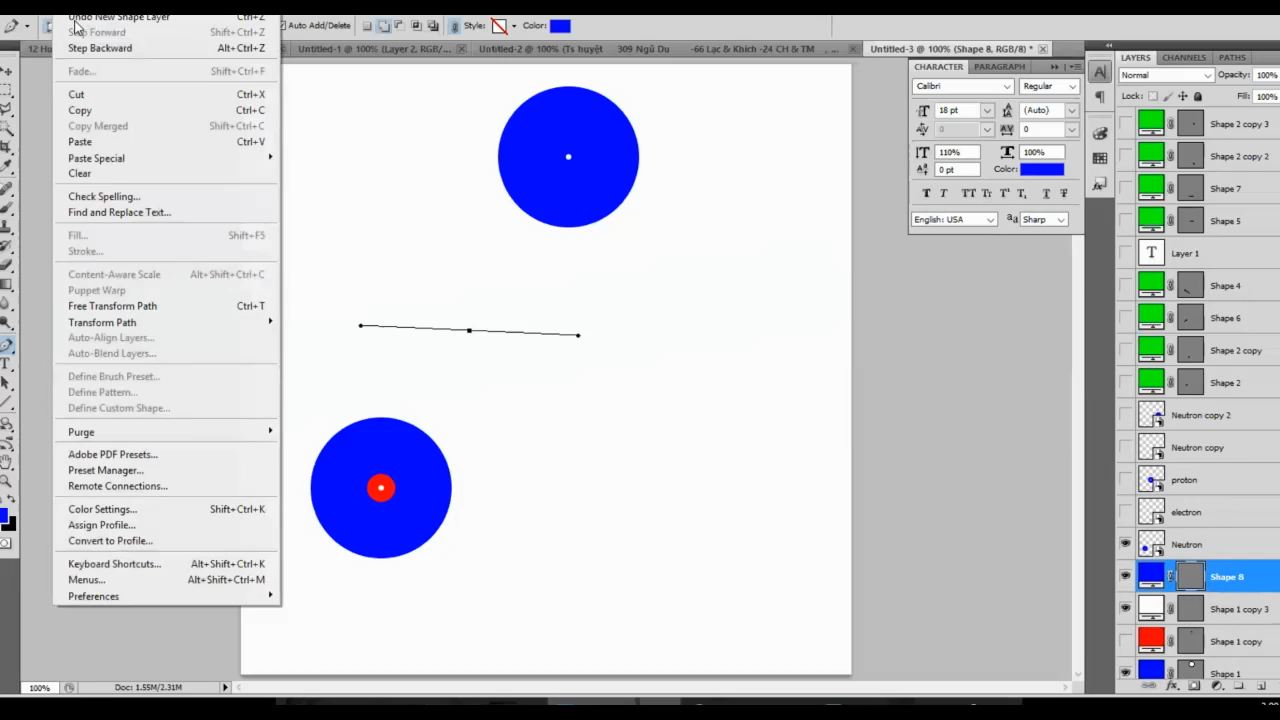 Undo New Shape Layer Ctrl+Z
Step Forward Shift+Ctrl+Z
Step Backward Alt+Ctrl+Z
Fade... Shift+Ctrl+F
Cut Ctrl+X
Copy Ctrl+C
Copy Merged Shift+Ctrl+C
Paste Ctrl+V
Paste Special
Clear
Check Spelling...
Find and Replace Text...
Fill... Shift+F5
Stroke...
Content-Aware Scale Alt+Shift+Ctrl+C
Puppet Warp
Free Transform Path Ctrl+T
Transform Path
Auto-Align Layers...
Auto-Blend Layers...
Define Brush Preset...
Define Pattern...
Define Custom Shape...
Purge
Adobe PDF Presets...
Preset Manager...
Remote Connections...
Color Settings... Shift+Ctrl+K
Assign Profile...
Convert to Profile...
Keyboard Shortcuts... Alt+Shift+Ctrl+K
Menus... Alt+Shift+Ctrl+M
Preferences
Auto Add/Delete Style: Color:
12 Untitled-1 @ 100% (Layer 2, RGB/... Untitled-2 @ 100% (Ts huyệt 309 Ngũ Du -66 Lạc & Khich -24 CH & TM ,... Untitled-3 @ 100% (Shape 8, RGB/8) *
CHARACTER PARAGRAPH
Calibri Regular
18 pt (Auto)
0 0
110% 100%
0 pt Color:
T T TT Tr T¹ T, T T
English: USA aa Sharp
LAYERS CHANNELS PATHS
Normal Opacity: 100%
Lock: Fill: 100%
Shape 2 copy 3
Shape 2 copy 2
Shape 7
Shape 5
T Layer 1
Shape 4
Shape 6
Shape 2 copy
Shape 2
Neutron copy 2
Neutron copy
proton
electron
Neutron
Shape 8
Shape 1 copy 3
Shape 1 copy
Shape 1
100% Doc: 1.55M/2.31M